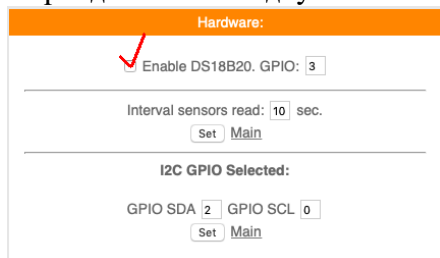 Hardware:
Enable DS18B20. GPIO: 3
Interval sensors read: 10 sec.
Set Main
I2C GPIO Selected:
GPIO SDA 2 GPIO SCL 0
Set Main